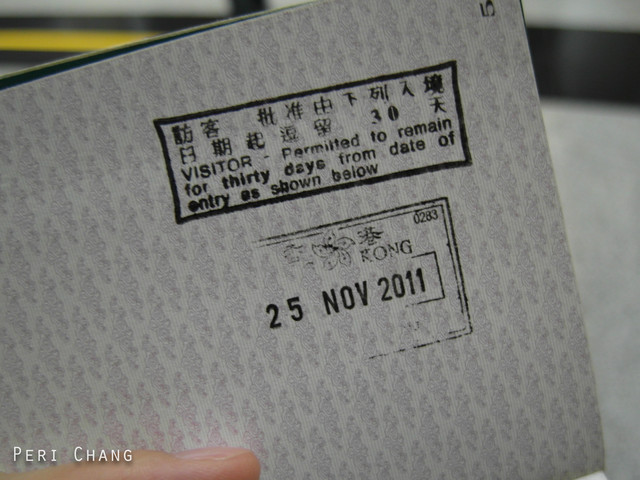 5
訪客 批准由下列入境
日期起逗留 30 天
VISITOR - Permitted to remain
for thirty days from date of
entry as shown below
0283
香 港
KONG
25 NOV 2011
PERI CHANG